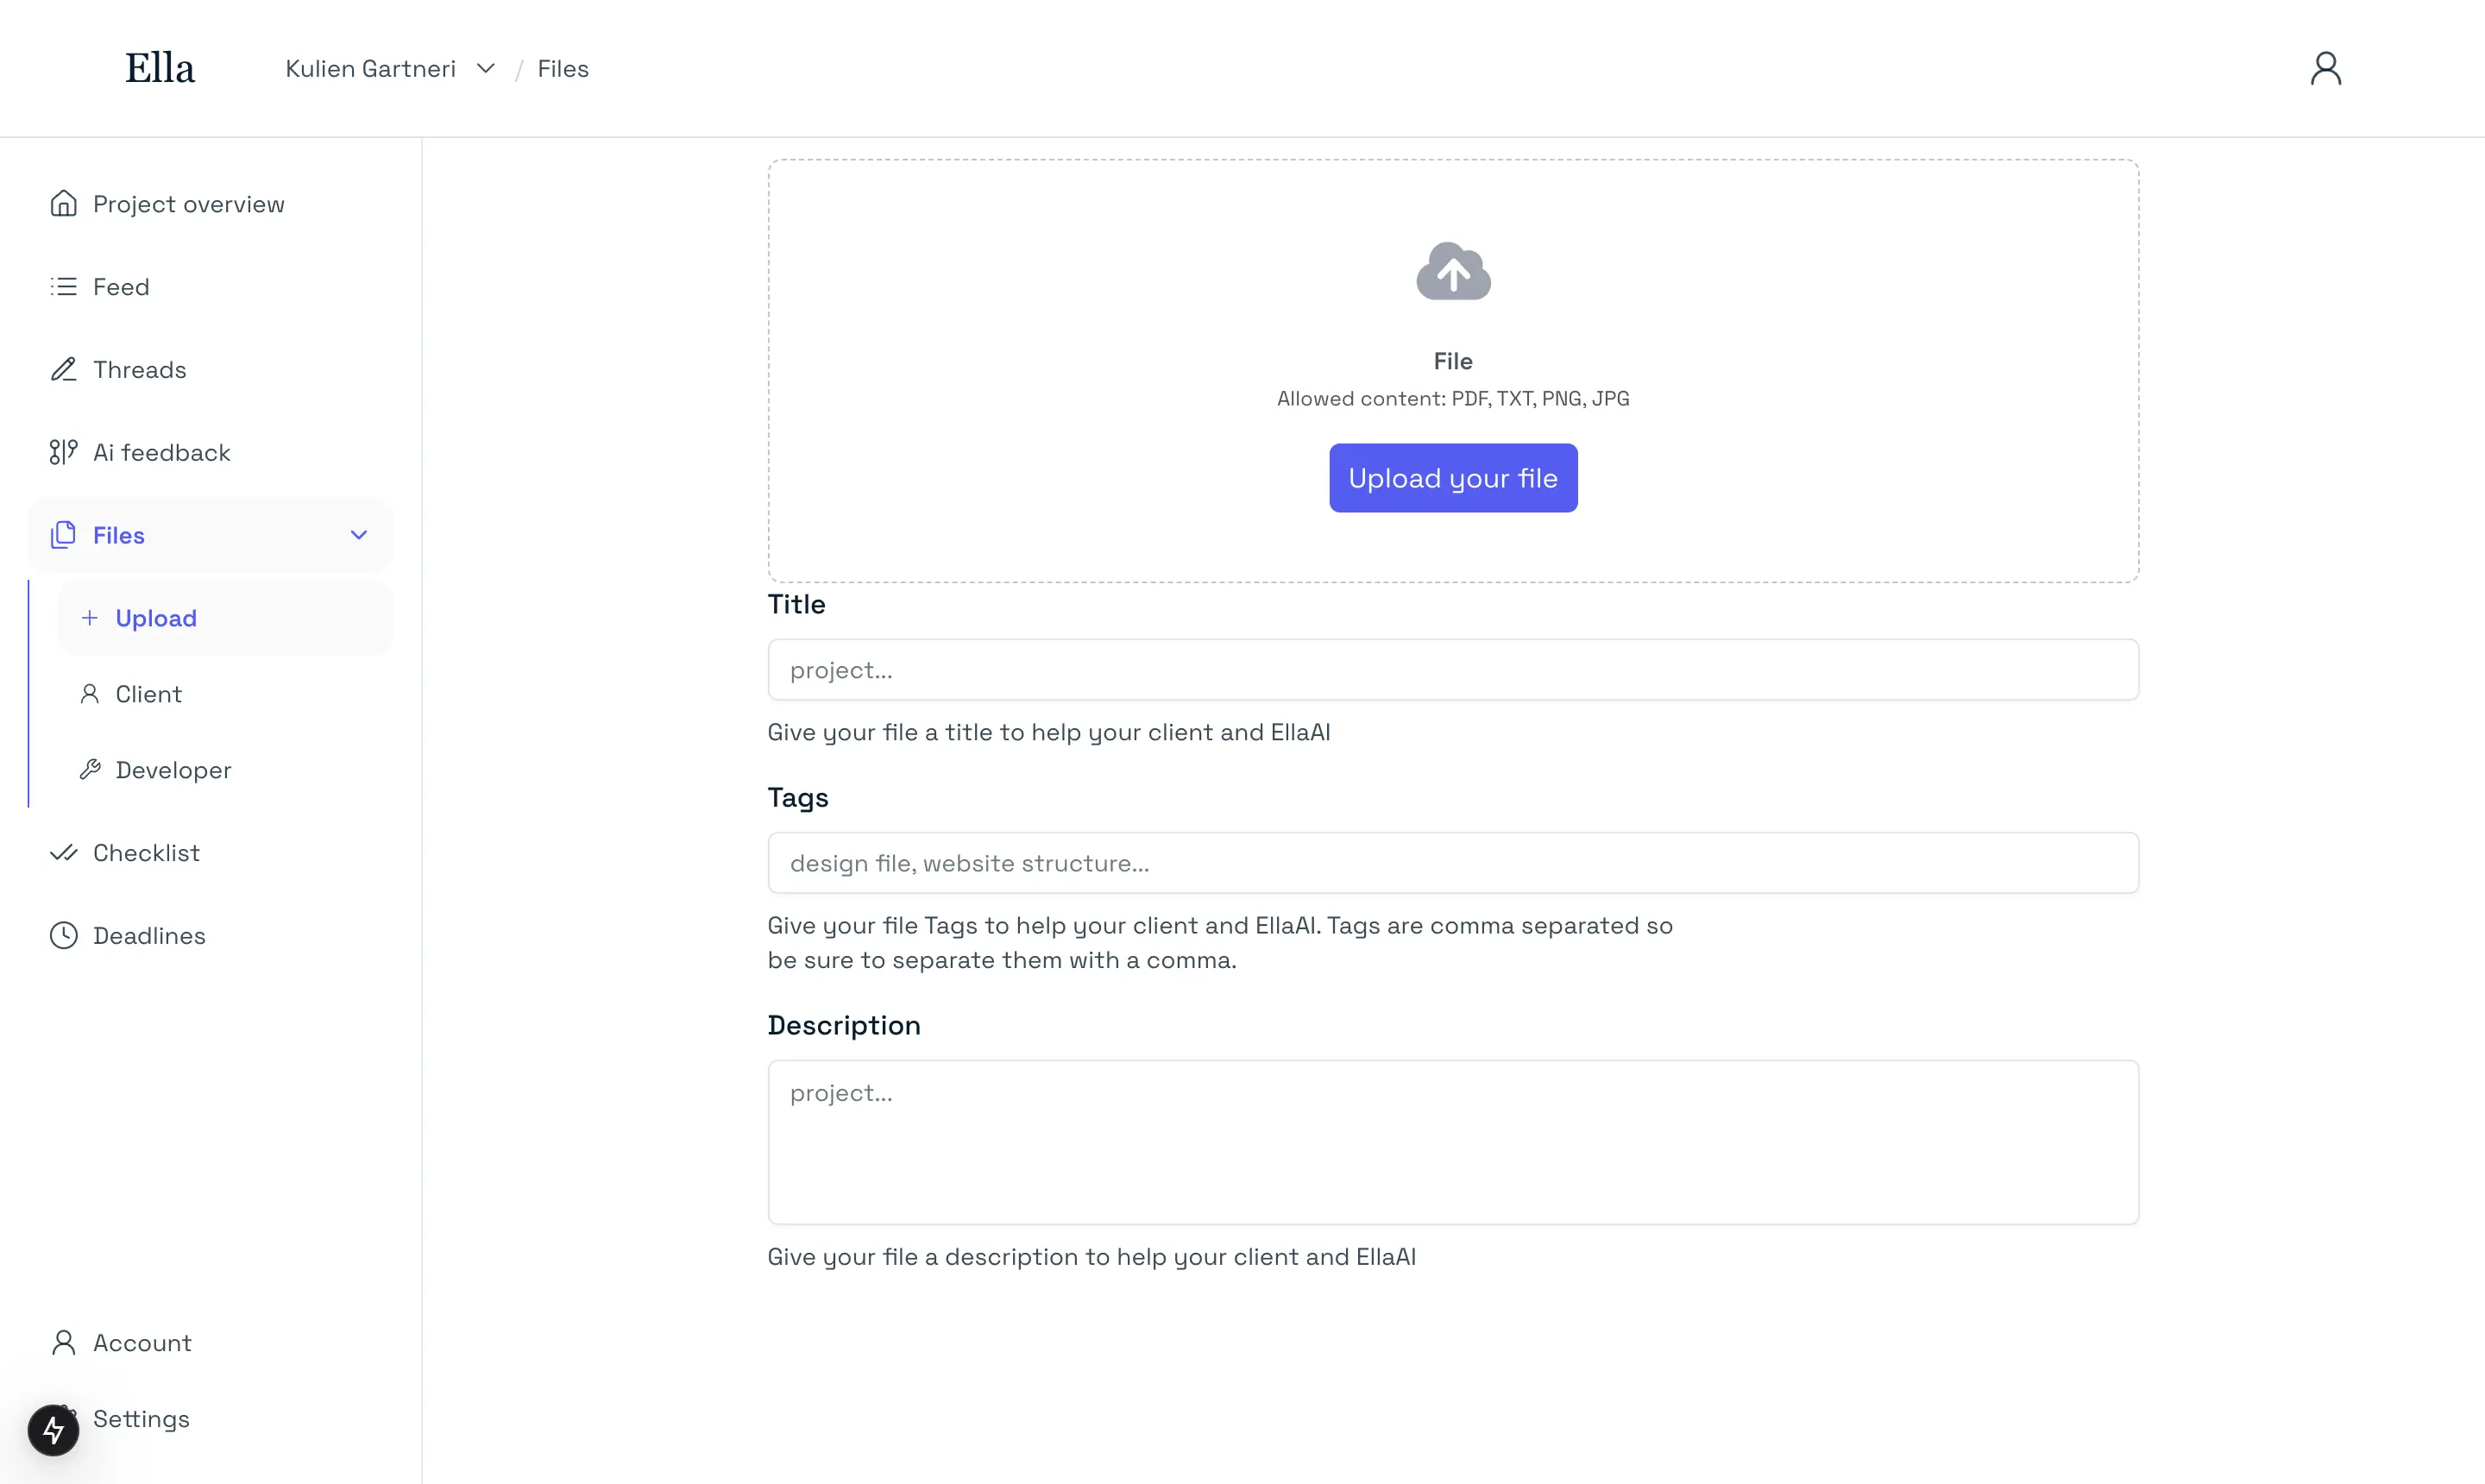 Ella
Kulien Gartneri / Files
Project overview
Feed
Threads
Ai feedback
Files
Upload
Client
Developer
Checklist
Deadlines
Account
Settings
File
Allowed content: PDF, TXT, PNG, JPG
Upload your file
Title
project...
Give your file a title to help your client and EllaAI
Tags
design file, website structure...
Give your file Tags to help your client and EllaAI. Tags are comma separated so
be sure to separate them with a comma.
Description
project...
Give your file a description to help your client and EllaAI